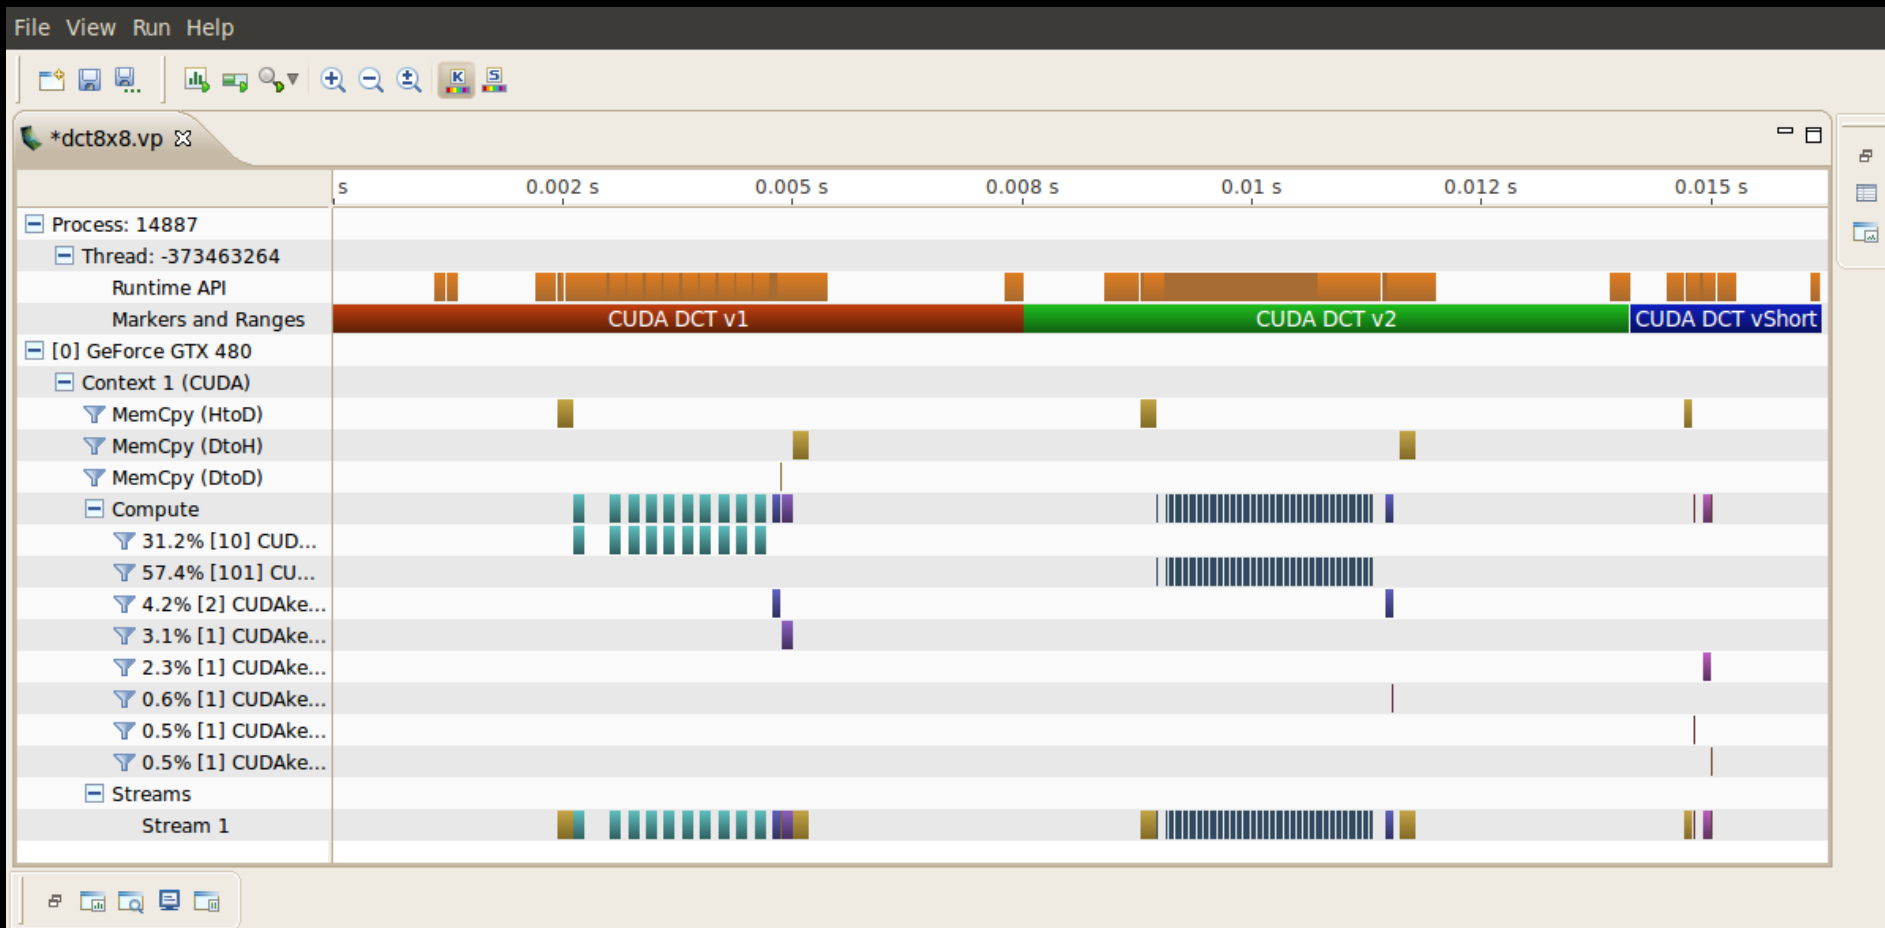 File View Run Help
K S
*dct8x8.vp
s 0.002 s 0.005 s 0.008 s 0.01 s 0.012 s 0.015 s
Process: 14887
Thread: -373463264
Runtime API
Markers and Ranges CUDA DCT v1 CUDA DCT v2 CUDA DCT vShort
[0] GeForce GTX 480
Context 1 (CUDA)
MemCpy (HtoD)
MemCpy (DtoH)
MemCpy (DtoD)
Compute
31.2% [10] CUD...
57.4% [101] CU...
4.2% [2] CUDAke...
3.1% [1] CUDAke...
2.3% [1] CUDAke...
0.6% [1] CUDAke...
0.5% [1] CUDAke...
0.5% [1] CUDAke...
Streams
Stream 1